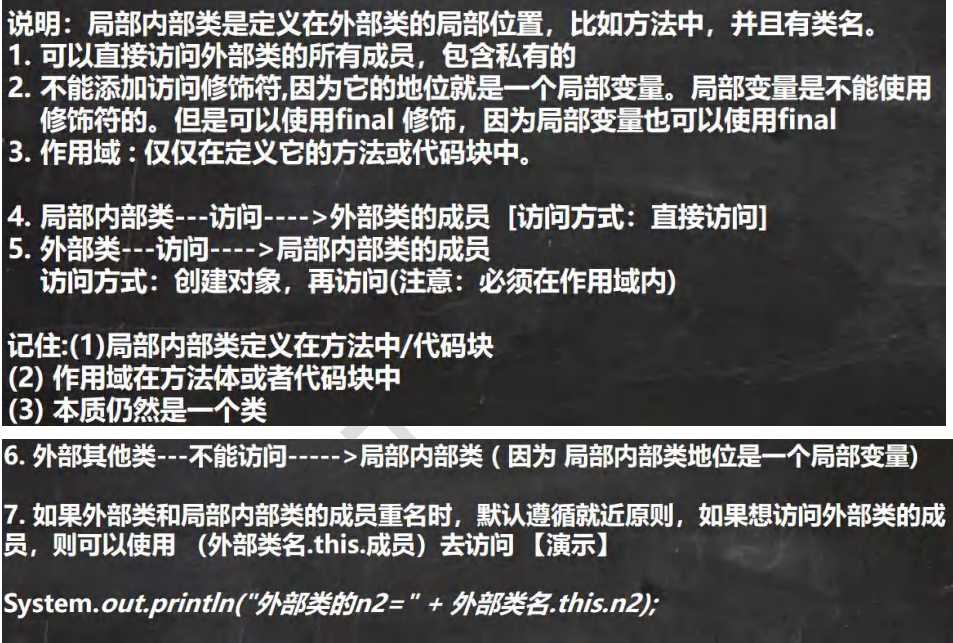 说明：局部内部类是定义在外部类的局部位置，比如方法中，并且有类名。
1. 可以直接访问外部类的所有成员，包含私有的
2. 不能添加访问修饰符,因为它的地位就是一个局部变量。局部变量是不能使用
修饰符的。但是可以使用final 修饰，因为局部变量也可以使用final
3. 作用域 : 仅仅在定义它的方法或代码块中。
4. 局部内部类---访问---->外部类的成员 [访问方式：直接访问]
5. 外部类---访问---->局部内部类的成员
访问方式：创建对象，再访问(注意：必须在作用域内)
记住:(1)局部内部类定义在方法中/代码块
(2) 作用域在方法体或者代码块中
(3) 本质仍然是一个类
6. 外部其他类---不能访问----->局部内部类 ( 因为 局部内部类地位是一个局部变量)
7. 如果外部类和局部内部类的成员重名时，默认遵循就近原则，如果想访问外部类的成
员，则可以使用 （外部类名.this.成员）去访问 【演示】
System.out.println("外部类的n2=" + 外部类名.this.n2);